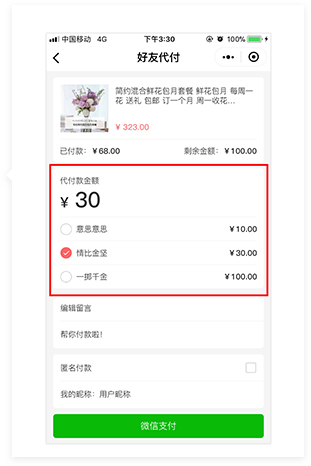 中国移动 4G 下午3:30 100%
好友代付
简约混合鲜花包月套餐 鲜花包月 每周一
花 送礼 包邮 订一个月 周一收花...
¥ 323.00
已付款：¥68.00 剩余金额：¥100.00
代付款金额
¥ 30
意思意思 ¥10.00
情比金坚 ¥30.00
一掷千金 ¥100.00
编辑留言
帮你付款啦！
匿名付款
我的昵称：用户昵称
微信支付